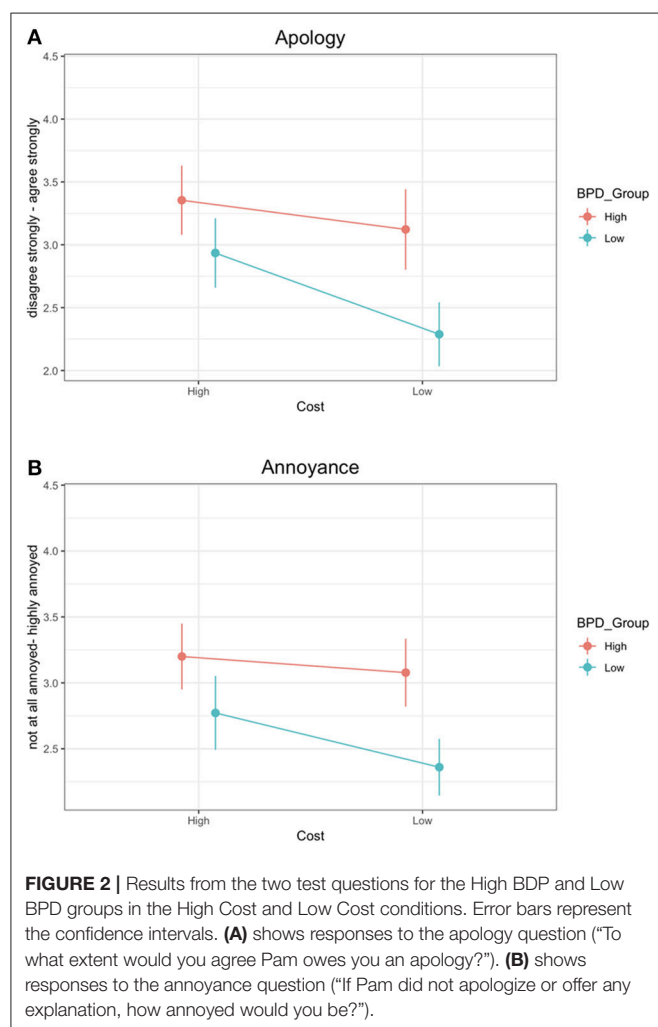 A
Apology
4.5
4.0
3.5
3.0
2.5
2.0
disagree strongly - agree strongly
High
Low
Cost
BPD_Group
High
Low
B
Annoyance
4.5
4.0
3.5
3.0
2.5
not at all annoyed- highly annoyed
High
Low
Cost
BPD_Group
High
Low
FIGURE 2 | Results from the two test questions for the High BDP and Low
BPD groups in the High Cost and Low Cost conditions. Error bars represent
the confidence intervals. (A) shows responses to the apology question (“To
what extent would you agree Pam owes you an apology?”). (B) shows
responses to the annoyance question (“If Pam did not apologize or offer any
explanation, how annoyed would you be?”).